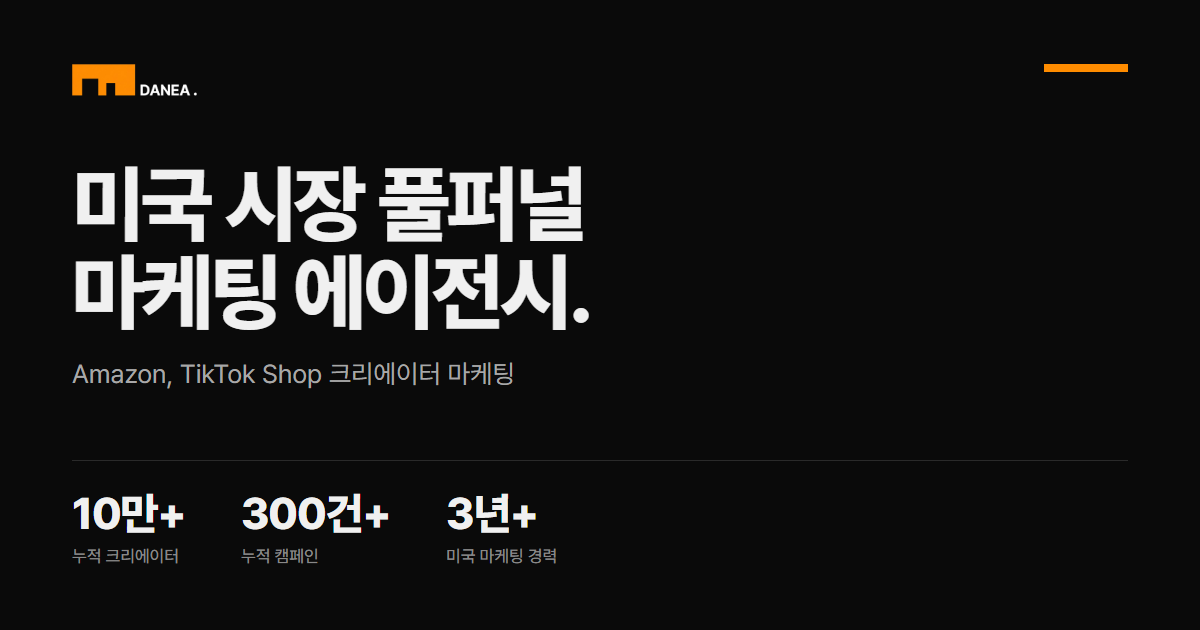 DANEA.
미국 시장 풀퍼널
마케팅 에이전시.
Amazon, TikTok Shop 크리에이터 마케팅
10만+
300건+
3년+
누적 크리에이터
누적 캠페인
미국 마케팅 경력